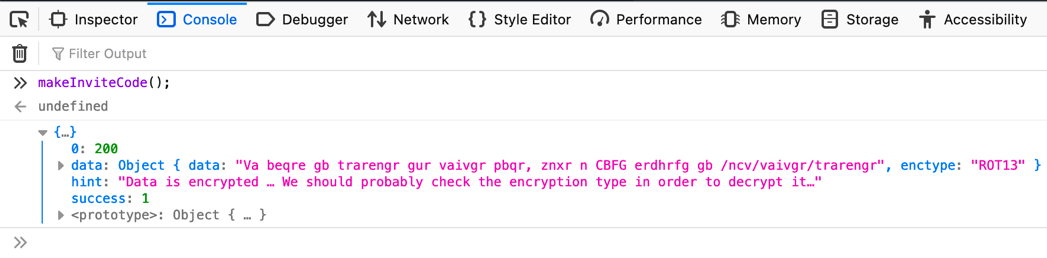 Inspector Console Debugger Network Style Editor Performance Memory Storage Accessibility
Filter Output
makeInviteCode();
undefined
{…}
0: 200
data: Object { data: "Va beqre gb trarengr gur vaivgr pbqr, znxr n CBFG erdhrfg gb /ncv/vaivgr/trarengr", enctype: "ROT13" }
hint: "Data is encrypted … We should probably check the encryption type in order to decrypt it…"
success: 1
<prototype>: Object { … }